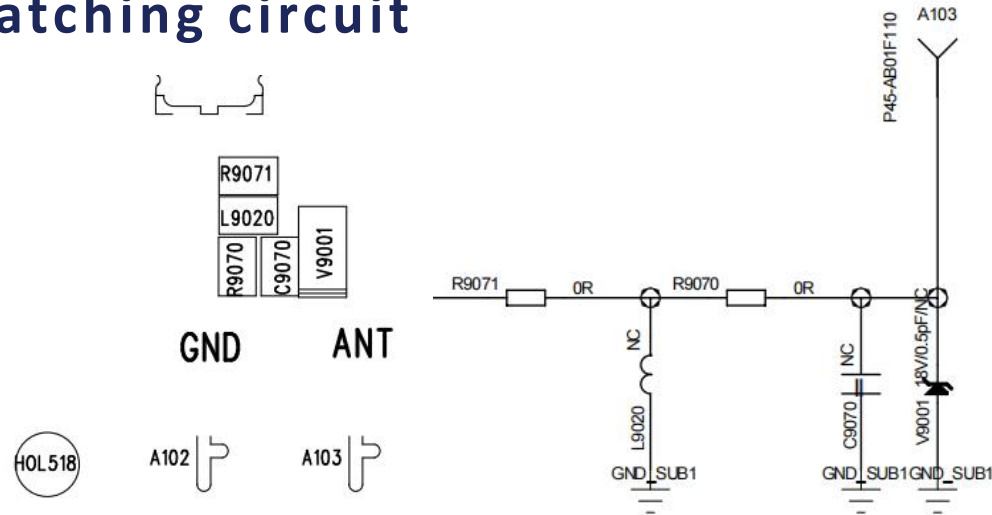 atching circuit
R9071
L9020
R9070
C9070
V9001
GND
ANT
HOL518
A102
A103
A103
P45-AB01F110
R9071
0R
R9070
0R
NC
L9020
GND_SUB1
NC
C9070
GND_SUB1
18V/0.5pF/NC
V9001
GND_SUB1